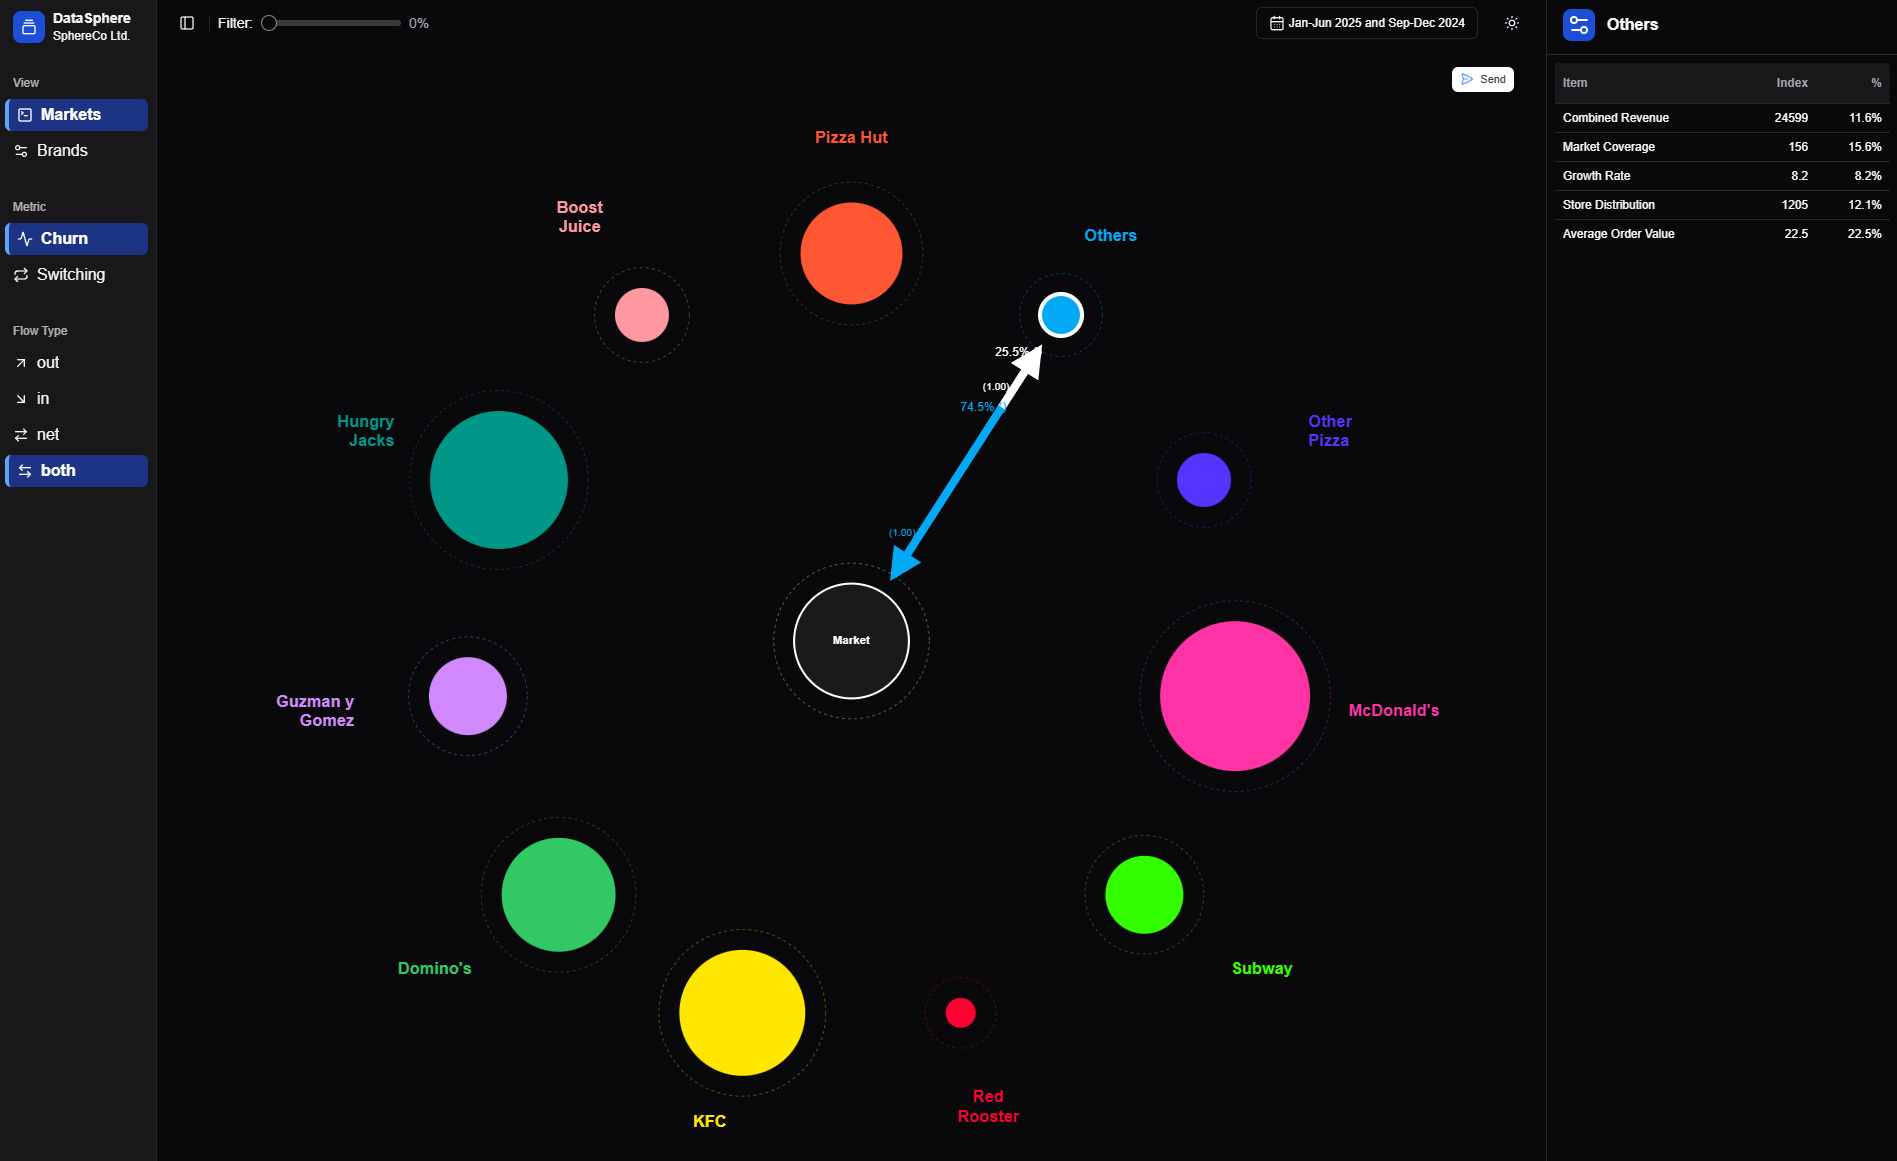 DataSphere
SphereCo Ltd.
View
Markets
Brands
Metric
Churn
Switching
Flow Type
out
in
net
both
Filter:
0%
Jan-Jun 2025 and Sep-Dec 2024
Send
Pizza Hut
Boost
Juice
Others
25.5%
(1.00)
74.5%
Hungry
Jacks
Other
Pizza
(1.00)
Market
Guzman y
Gomez
McDonald's
Domino's
Subway
KFC
Red
Rooster
Others
Item Index %
Combined Revenue 24599 11.6%
Market Coverage 156 15.6%
Growth Rate 8.2 8.2%
Store Distribution 1205 12.1%
Average Order Value 22.5 22.5%